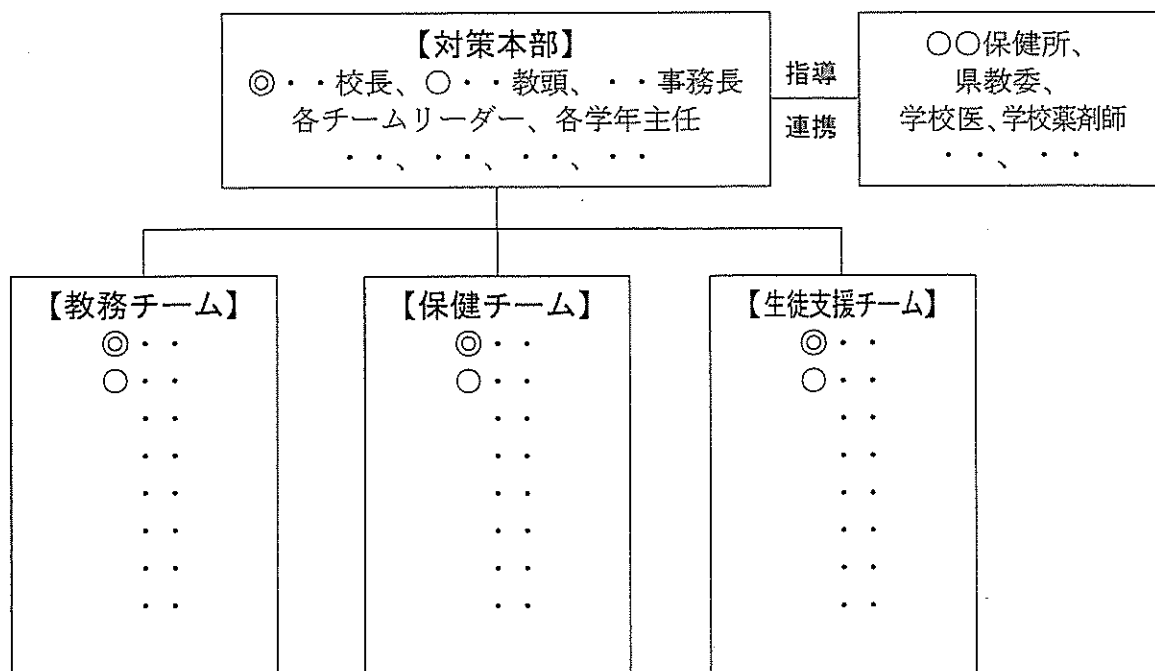 【対策本部】
◎・・校長、○・・教頭、・・事務長
各チームリーダー、各学年主任
・・、・・、・・、・・
指導
連携
○○保健所、
県教委、
学校医、学校薬剤師
・・、・・
【教務チーム】
◎・・
○・・
・・
・・
・・
・・
・・
・・
【保健チーム】
◎・・
○・・
・・
・・
・・
・・
・・
・・
【生徒支援チーム】
◎・・
○・・
・・
・・
・・
・・
・・
・・